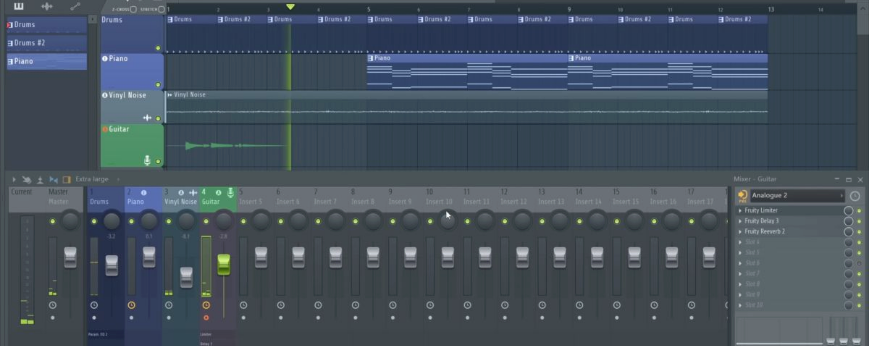 1 2 3 4 5 6 7 8 9 10 11 12 13 14
Drums
Drums #2
Piano
Drums
Drums Drums #2 Drums Drums #2 Drums Drums #2 Drums Drums #2 Drums Drums #2 Drums
Piano
Piano Piano
Vinyl Noise
Vinyl Noise
Guitar
Extra large
Mixer - Guitar
Current Master 1 2 3 4 5 6 7 8 9 10 11 12 13 14 15 16 17
Master Drums Piano Vinyl Noise Guitar Insert 5 Insert 6 Insert 7 Insert 8 Insert 9 Insert 10 Insert 11 Insert 12 Insert 13 Insert 14 Insert 15 Insert 16 Insert 17
Analogue 2
Fruity Limiter
Fruity Delay 3
Fruity Reeverb 2
Slot 4
Slot 5
Slot 6
Slot 7
Slot 8
Slot 9
Slot 10